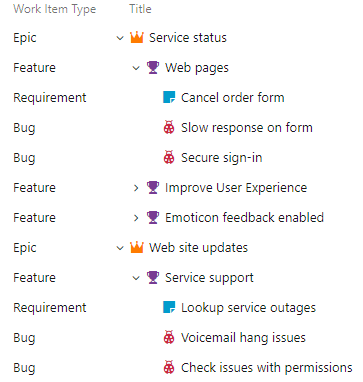 Work Item Type Title
Epic Service status
Feature Web pages
Requirement Cancel order form
Bug Slow response on form
Bug Secure sign-in
Feature Improve User Experience
Feature Emoticon feedback enabled
Epic Web site updates
Feature Service support
Requirement Lookup service outages
Bug Voicemail hang issues
Bug Check issues with permissions